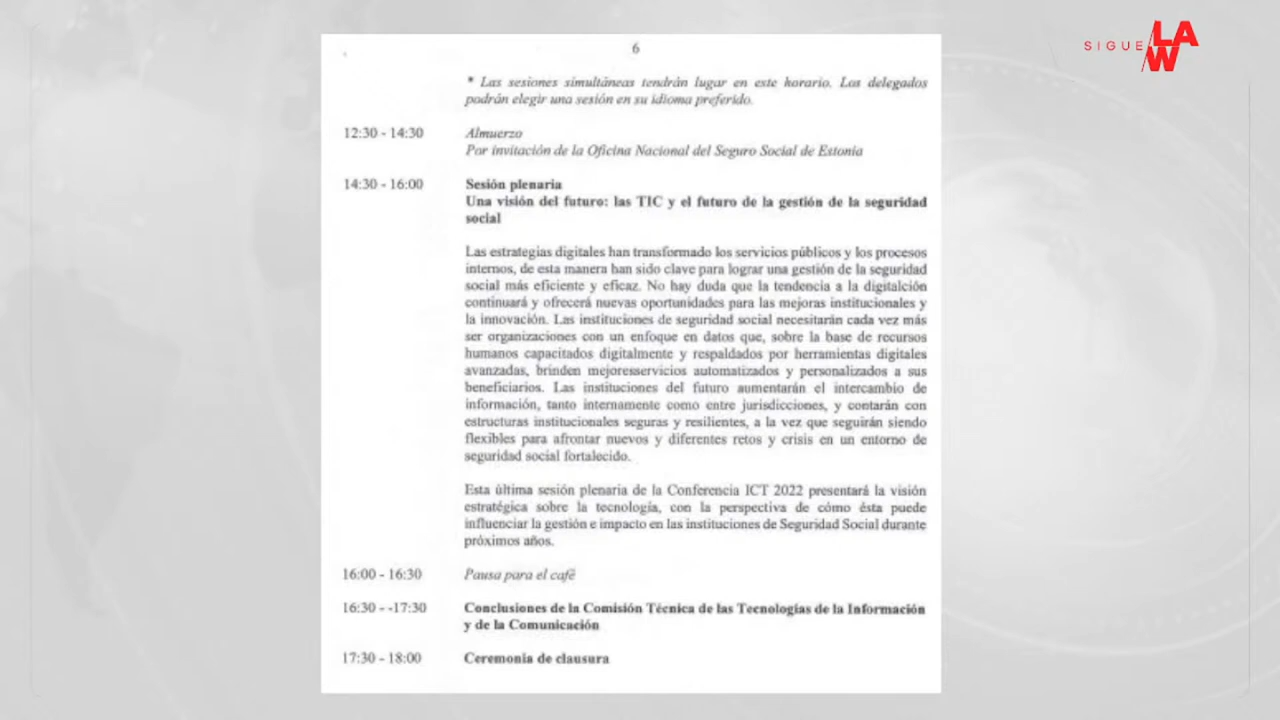 SIGUE LA W
6
* Las sesiones simultáneas tendrán lugar en este horario. Los delegados
podrán elegir una sesión en su idioma preferido.
12:30 - 14:30 Almuerzo
Por invitación de la Oficina Nacional del Seguro Social de Estonia
14:30 - 16:00 Sesión plenaria
Una visión del futuro: las TIC y el futuro de la gestión de la seguridad
social
Las estrategias digitales han transformado los servicios públicos y los procesos
internos, de esta manera han sido clave para lograr una gestión de la seguridad
social más eficiente y eficaz. No hay duda que la tendencia a la digitalción
continuará y ofrecerá nuevas oportunidades para las mejoras institucionales y
la innovación. Las instituciones de seguridad social necesitarán cada vez más
ser organizaciones con un enfoque en datos que, sobre la base de recursos
humanos capacitados digitalmente y respaldados por herramientas digitales
avanzadas, brinden mejoresservicios automatizados y personalizados a sus
beneficiarios. Las instituciones del futuro aumentarán el intercambio de
información, tanto internamente como entre jurisdicciones, y contarán con
estructuras institucionales seguras y resilientes, a la vez que seguirán siendo
flexibles para afrontar nuevos y diferentes retos y crisis en un entorno de
seguridad social fortalecido.
Esta última sesión plenaria de la Conferencia ICT 2022 presentará la visión
estratégica sobre la tecnología, con la perspectiva de cómo ésta puede
influenciar la gestión e impacto en las instituciones de Seguridad Social durante
próximos años.
16:00 - 16:30 Pausa para el café
16:30 - -17:30 Conclusiones de la Comisión Técnica de las Tecnologías de la Información
y de la Comunicación
17:30 - 18:00 Ceremonia de clausura